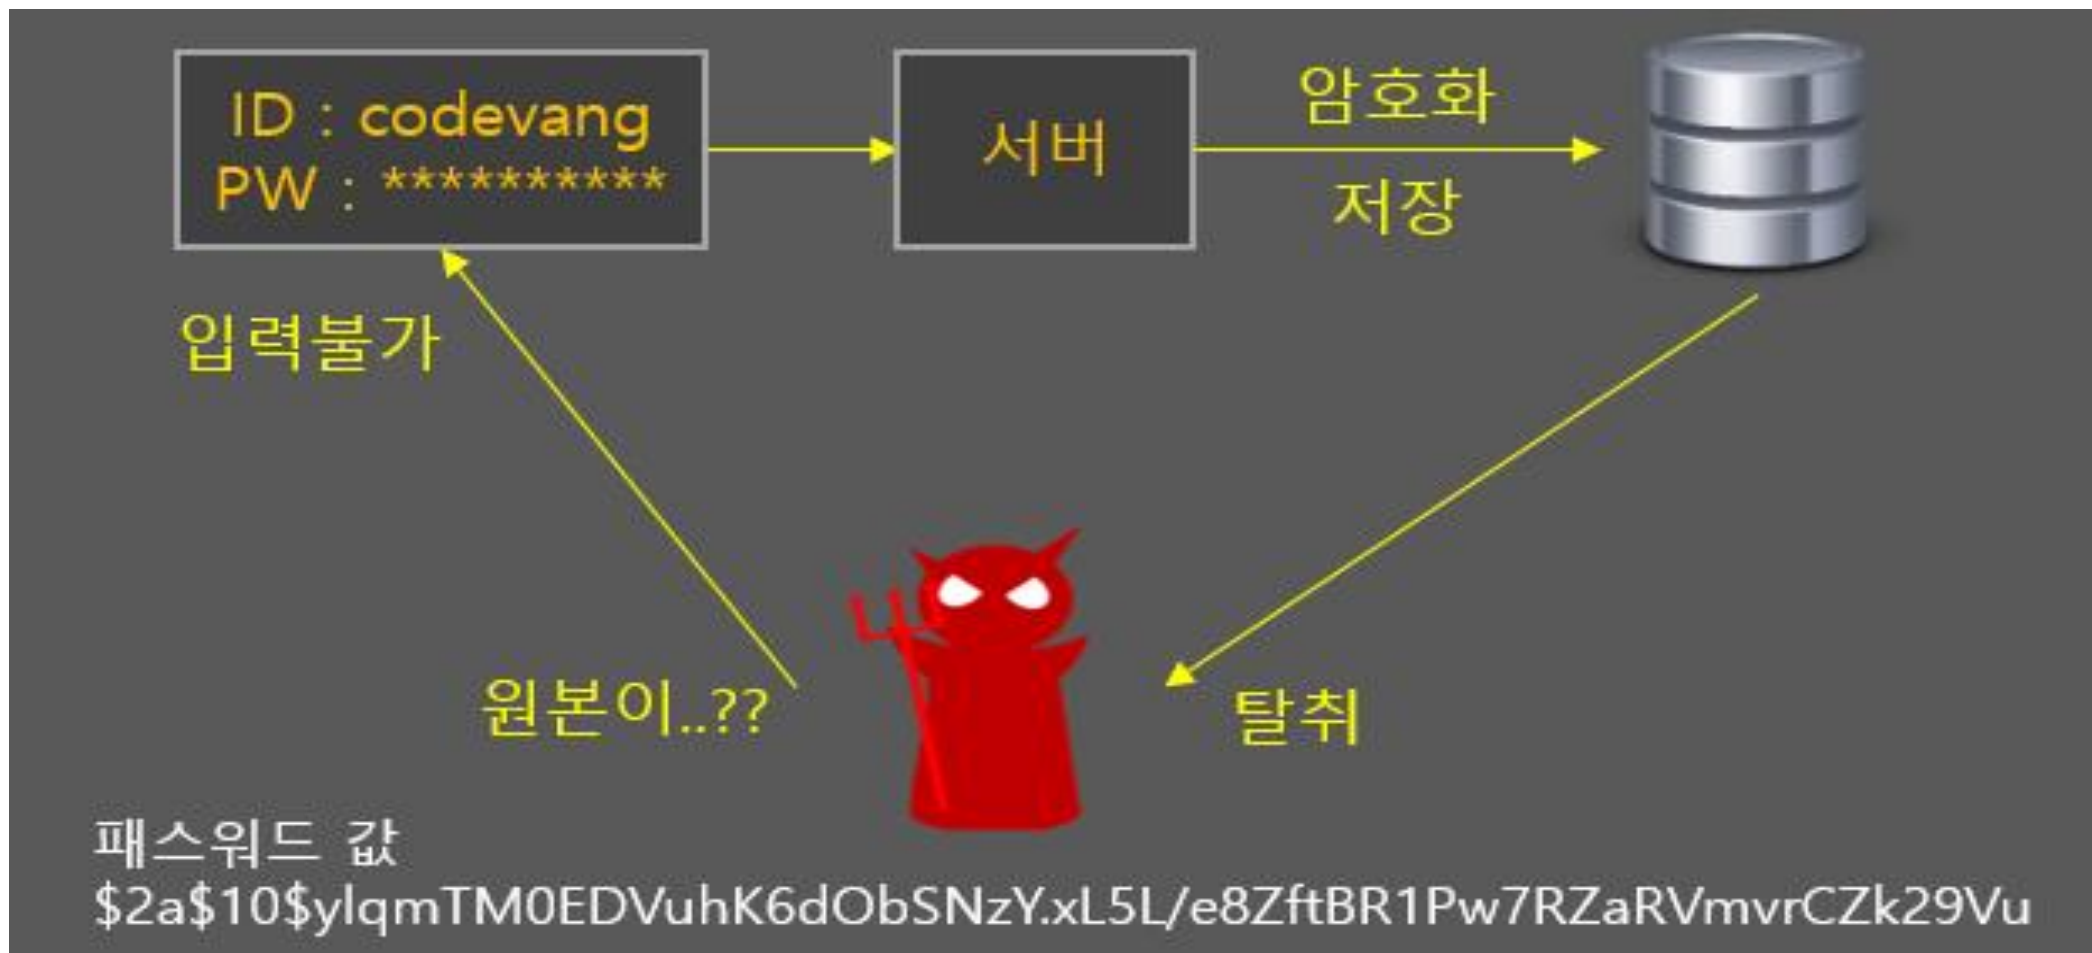 ID : codevang
PW : **********
서버
암호화
저장
입력불가
원본이..??
탈취
패스워드 값
$2a$10$ylqmTM0EDVuhK6dObSNzY.xL5L/e8ZftBR1Pw7RZaRVmvrCZk29Vu